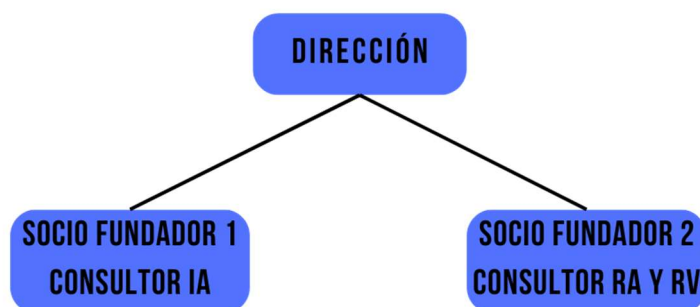 DIRECCIÓN
SOCIO FUNDADOR 1
CONSULTOR IA
SOCIO FUNDADOR 2
CONSULTOR RA Y RV